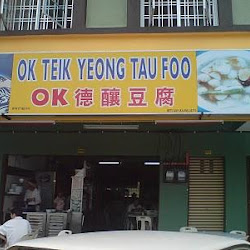 OK TEIK YEONG TAU FOO
OK 德釀豆腐